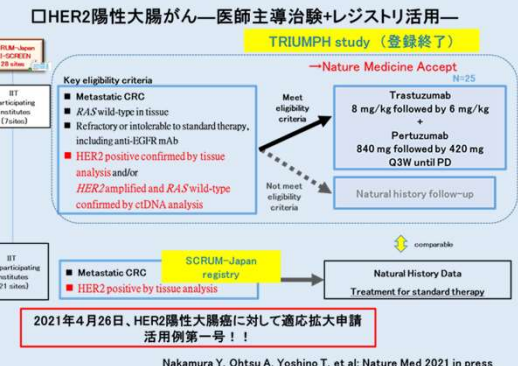 □HER2陽性大腸がん―医師主導治験+レジストリ活用―
TRIUMPH study （登録終了）
→Nature Medicine Accept
N=25
SCRUM-Japan
I-SCREEN
28 sites
IIT
participating
institutes
(7sites)
Key eligibility criteria
■ Metastatic CRC
■ RAS wild-type in tissue
■ Refractory or intolerable to standard therapy,
including anti-EGFR mAb
■ HER2 positive confirmed by tissue
analysis and/or
HER2 amplified and RAS wild-type
confirmed by ctDNA analysis
Meet
eligibility
criteria
Not meet
eligibility
criteria
Trastuzumab
8 mg/kg followed by 6 mg/kg
+
Pertuzumab
840 mg followed by 420 mg
Q3W until PD
Natural history follow-up
comparable
IIT
participating
institutes
21 sites)
■ Metastatic CRC
■ HER2 positive by tissue analysis
SCRUM-Japan
registry
Natural History Data
Treatment for standard therapy
2021年4月26日、HER2陽性大腸癌に対して適応拡大申請
活用例第一号！！
Nakamura Y, Ohtsu A, Yoshino T, et al: Nature Med 2021 in press